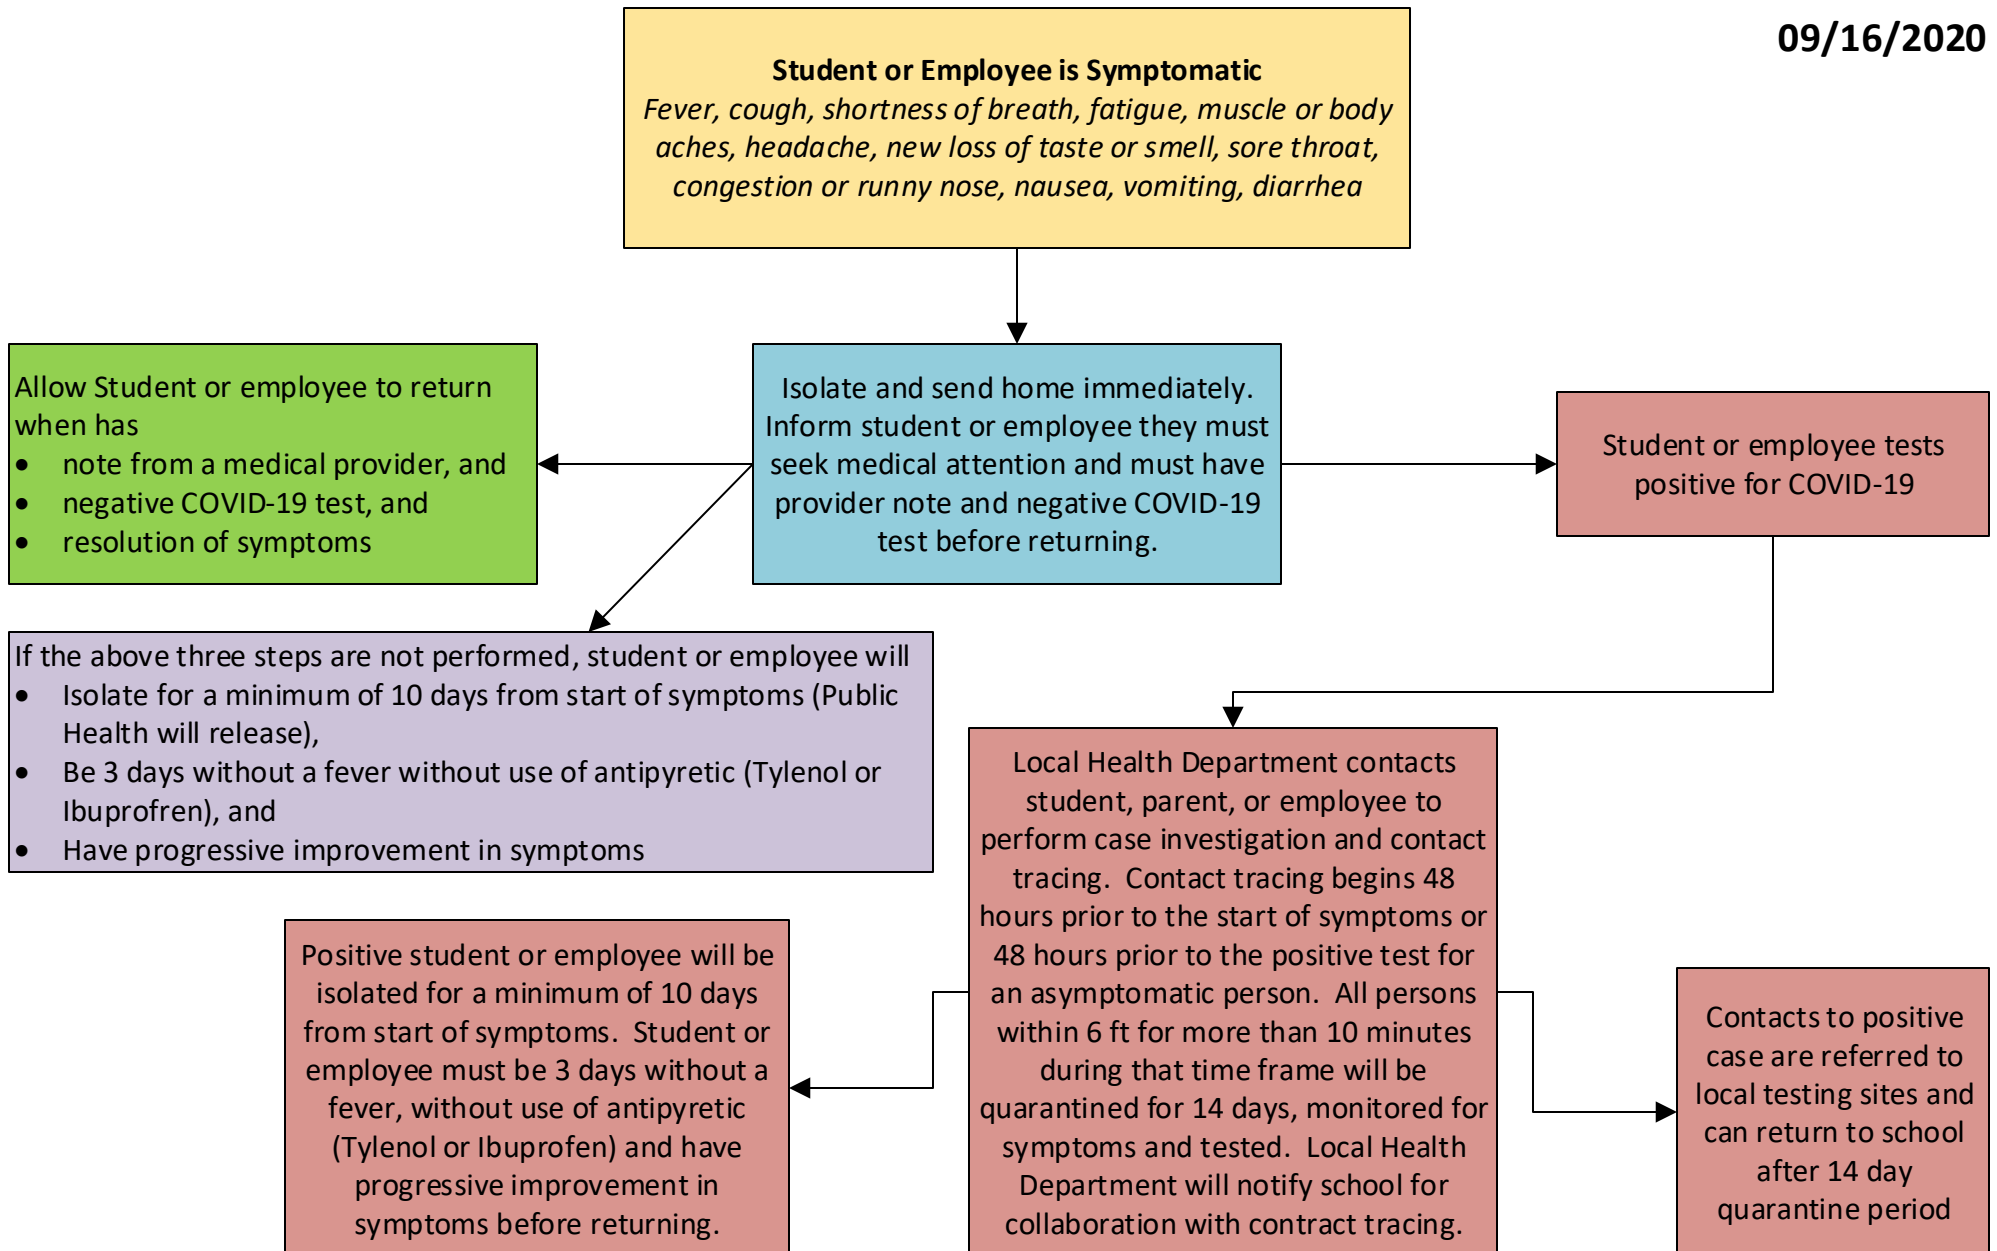 09/16/2020
Student or Employee is Symptomatic
Fever, cough, shortness of breath, fatigue, muscle or body
aches, headache, new loss of taste or smell, sore throat,
congestion or runny nose, nausea, vomiting, diarrhea
Allow Student or employee to return
when has
• note from a medical provider, and
• negative COVID-19 test, and
• resolution of symptoms
Isolate and send home immediately.
Inform student or employee they must
seek medical attention and must have
provider note and negative COVID-19
test before returning.
Student or employee tests
positive for COVID-19
If the above three steps are not performed, student or employee will
• Isolate for a minimum of 10 days from start of symptoms (Public
Health will release),
• Be 3 days without a fever without use of antipyretic (Tylenol or
Ibuprofren), and
• Have progressive improvement in symptoms
Local Health Department contacts
student, parent, or employee to
perform case investigation and contact
tracing.  Contact tracing begins 48
hours prior to the start of symptoms or
48 hours prior to the positive test for
an asymptomatic person.  All persons
within 6 ft for more than 10 minutes
during that time frame will be
quarantined for 14 days, monitored for
symptoms and tested.  Local Health
Department will notify school for
collaboration with contract tracing.
Positive student or employee will be
isolated for a minimum of 10 days
from start of symptoms.  Student or
employee must be 3 days without a
fever, without use of antipyretic
(Tylenol or Ibuprofen) and have
progressive improvement in
symptoms before returning.
Contacts to positive
case are referred to
local testing sites and
can return to school
after 14 day
quarantine period